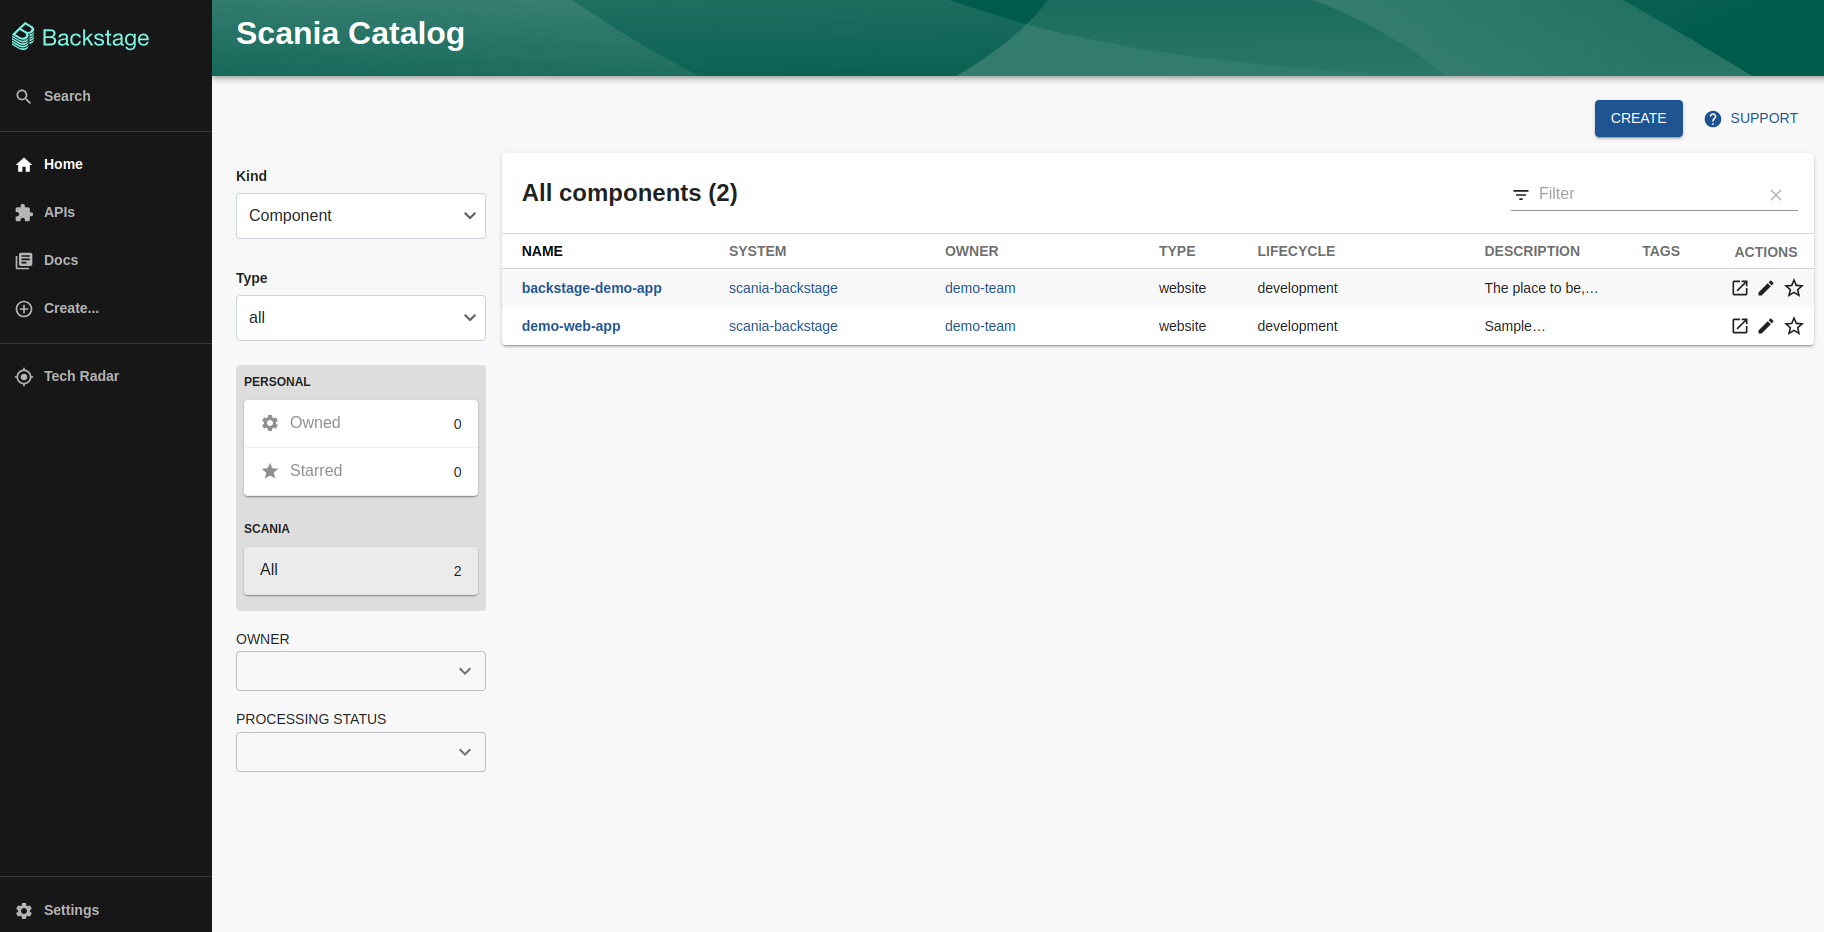 Backstage
Search
Home
APIs
Docs
Create...
Tech Radar
Settings
Scania Catalog
CREATE
SUPPORT
Kind
Component
Type
all
PERSONAL
Owned 0
Starred 0
SCANIA
All 2
OWNER
PROCESSING STATUS
All components (2)
Filter
NAME SYSTEM OWNER TYPE LIFECYCLE DESCRIPTION TAGS ACTIONS
backstage-demo-app scania-backstage demo-team website development The place to be,…
demo-web-app scania-backstage demo-team website development Sample…